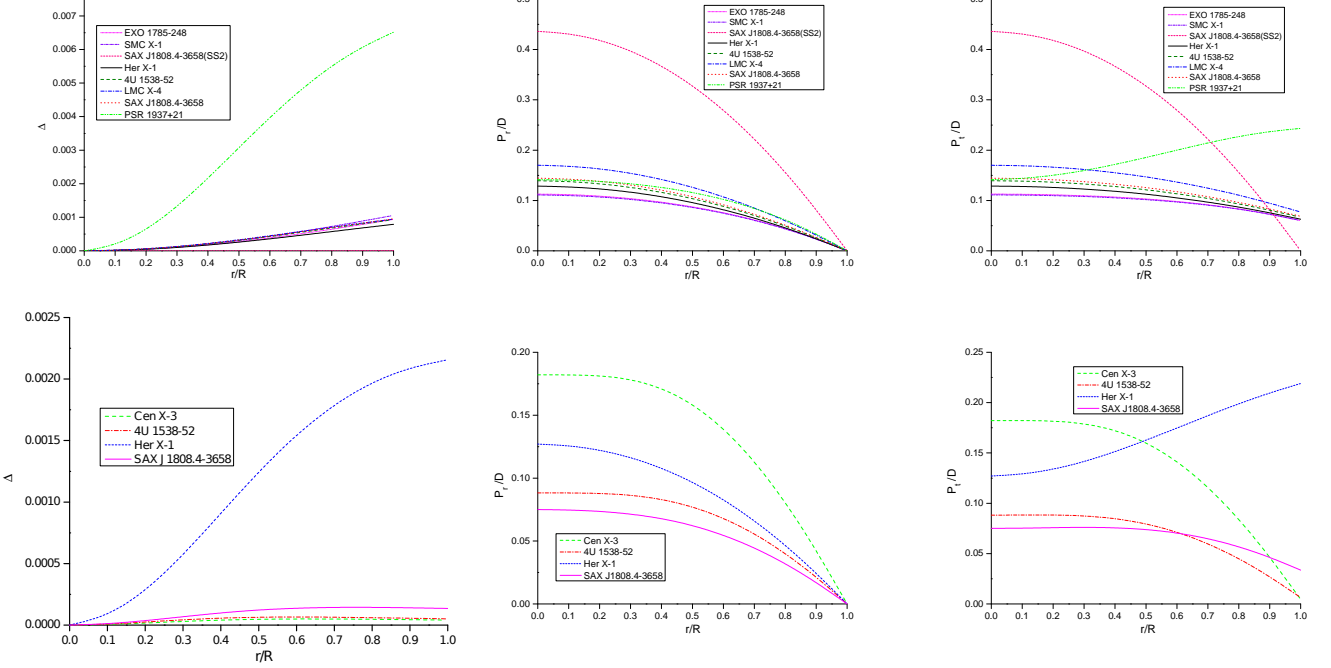 0.007
0.006
0.005
0.004
0.003
0.002
0.001
0.000
Δ
EXO 1785-248
SMC X-1
SAX J1808.4-3658(SS2)
Her X-1
4U 1538-52
LMC X-4
SAX J1808.4-3658
PSR 1937+21
0.0 0.1 0.2 0.3 0.4 0.5 0.6 0.7 0.8 0.9 1.0
r/R
0.4
0.3
0.2
0.1
0.0
P_r/D
EXO 1785-248
SMC X-1
SAX J1808.4-3658(SS2)
Her X-1
4U 1538-52
LMC X-4
SAX J1808.4-3658
PSR 1937+21
0.0 0.1 0.2 0.3 0.4 0.5 0.6 0.7 0.8 0.9 1.0
r/R
0.4
0.3
0.2
0.1
0.0
P_t/D
EXO 1785-248
SMC X-1
SAX J1808.4-3658(SS2)
Her X-1
4U 1538-52
LMC X-4
SAX J1808.4-3658
PSR 1937+21
0.0 0.1 0.2 0.3 0.4 0.5 0.6 0.7 0.8 0.9 1.0
r/R
0.0025
0.0020
0.0015
0.0010
0.0005
0.0000
Δ
Cen X-3
4U 1538-52
Her X-1
SAX J 1808.4-3658
0.0 0.1 0.2 0.3 0.4 0.5 0.6 0.7 0.8 0.9 1.0
r/R
0.20
0.15
0.10
0.05
0.00
P_r/D
Cen X-3
4U 1538-52
Her X-1
SAX J1808.4-3658
0.0 0.1 0.2 0.3 0.4 0.5 0.6 0.7 0.8 0.9 1.0
r/R
0.25
0.20
0.15
0.10
0.05
0.00
P_t/D
Cen X-3
4U 1538-52
Her X-1
SAX J1808.4-3658
0.0 0.1 0.2 0.3 0.4 0.5 0.6 0.7 0.8 0.9 1.0
r/R